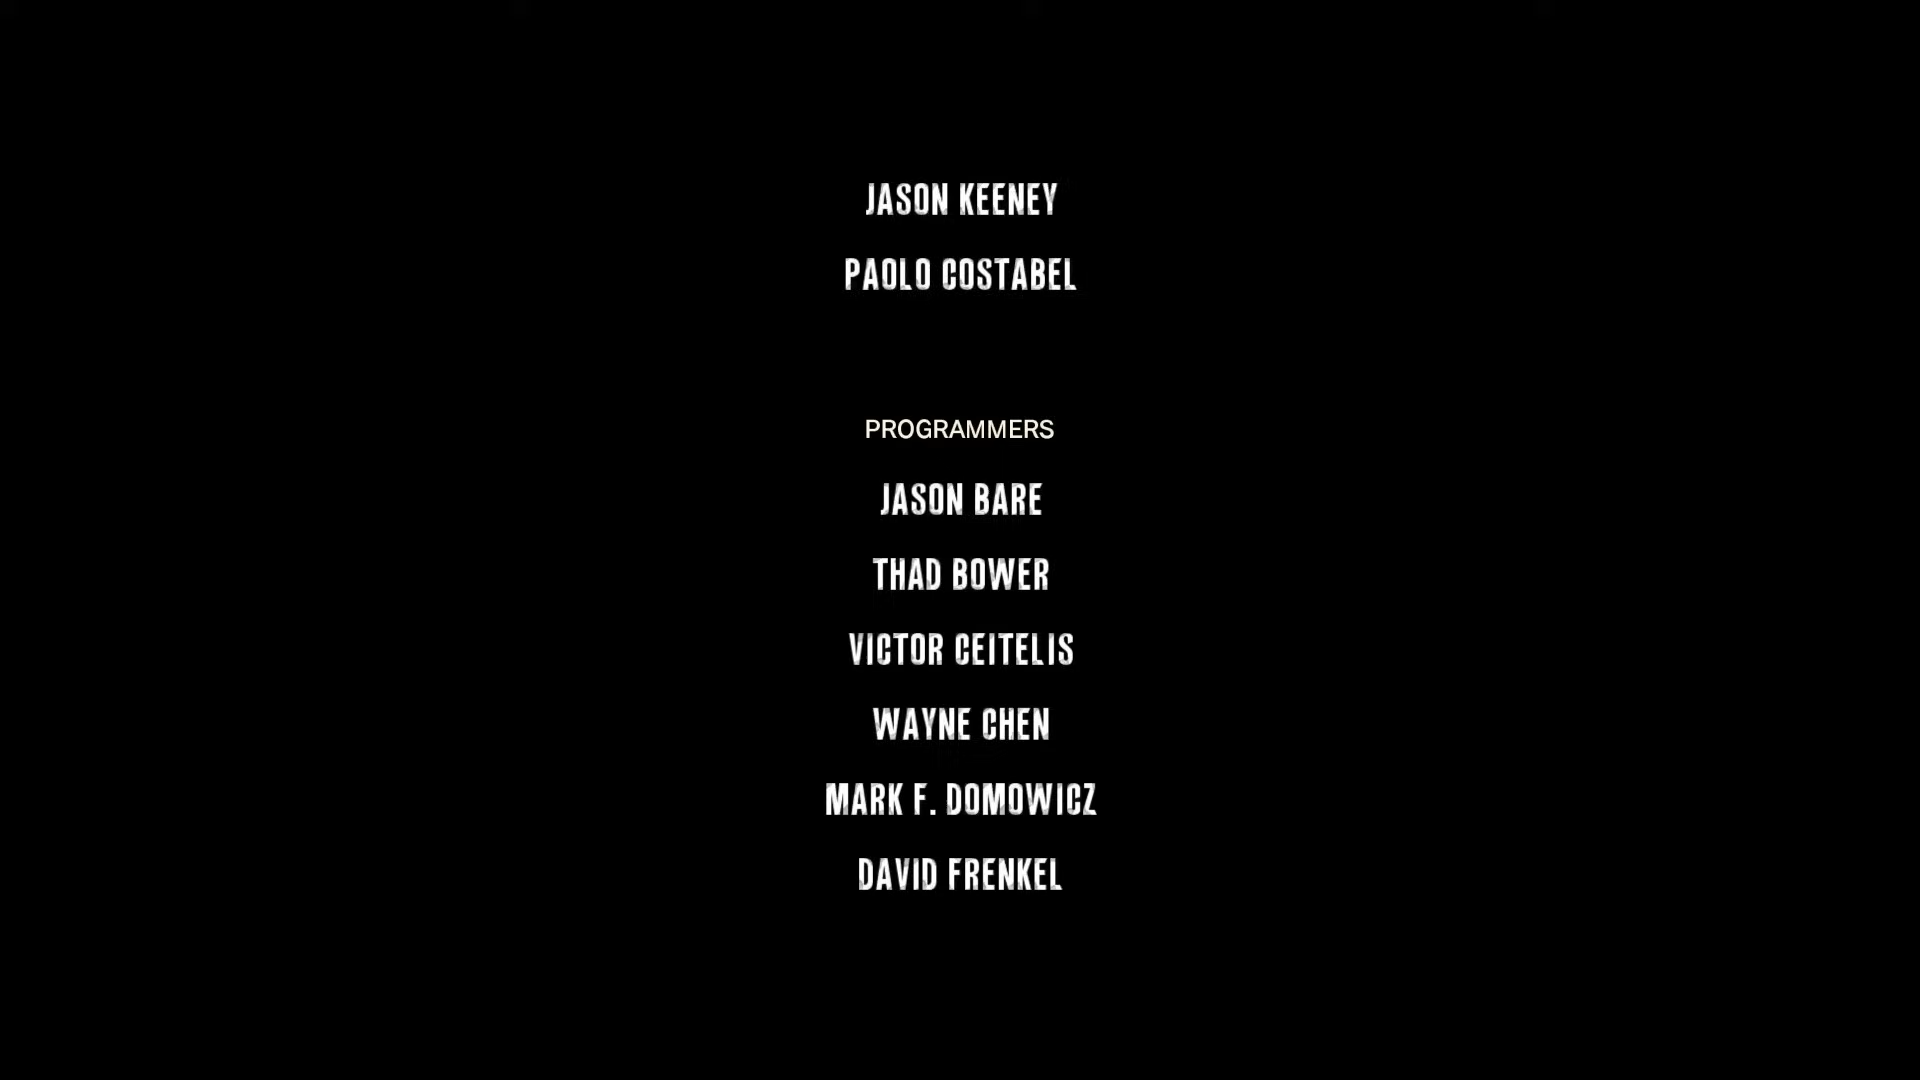 JASON KEENEY
PAOLO COSTABEL
PROGRAMMERS
JASON BARE
THAD BOWER
VICTOR CEITELIS
WAYNE CHEN
MARK F. DOMOWICZ
DAVID FRENKEL